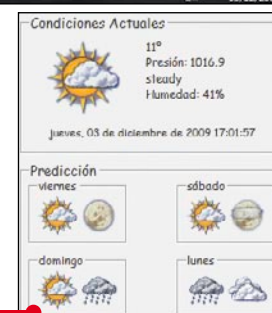 Condiciones Actuales
11º
Presión: 1016.9
steady
Humedad: 41%
jueves, 03 de diciembre de 2009 17:01:57
Predicción
viernes
sábado
domingo
lunes